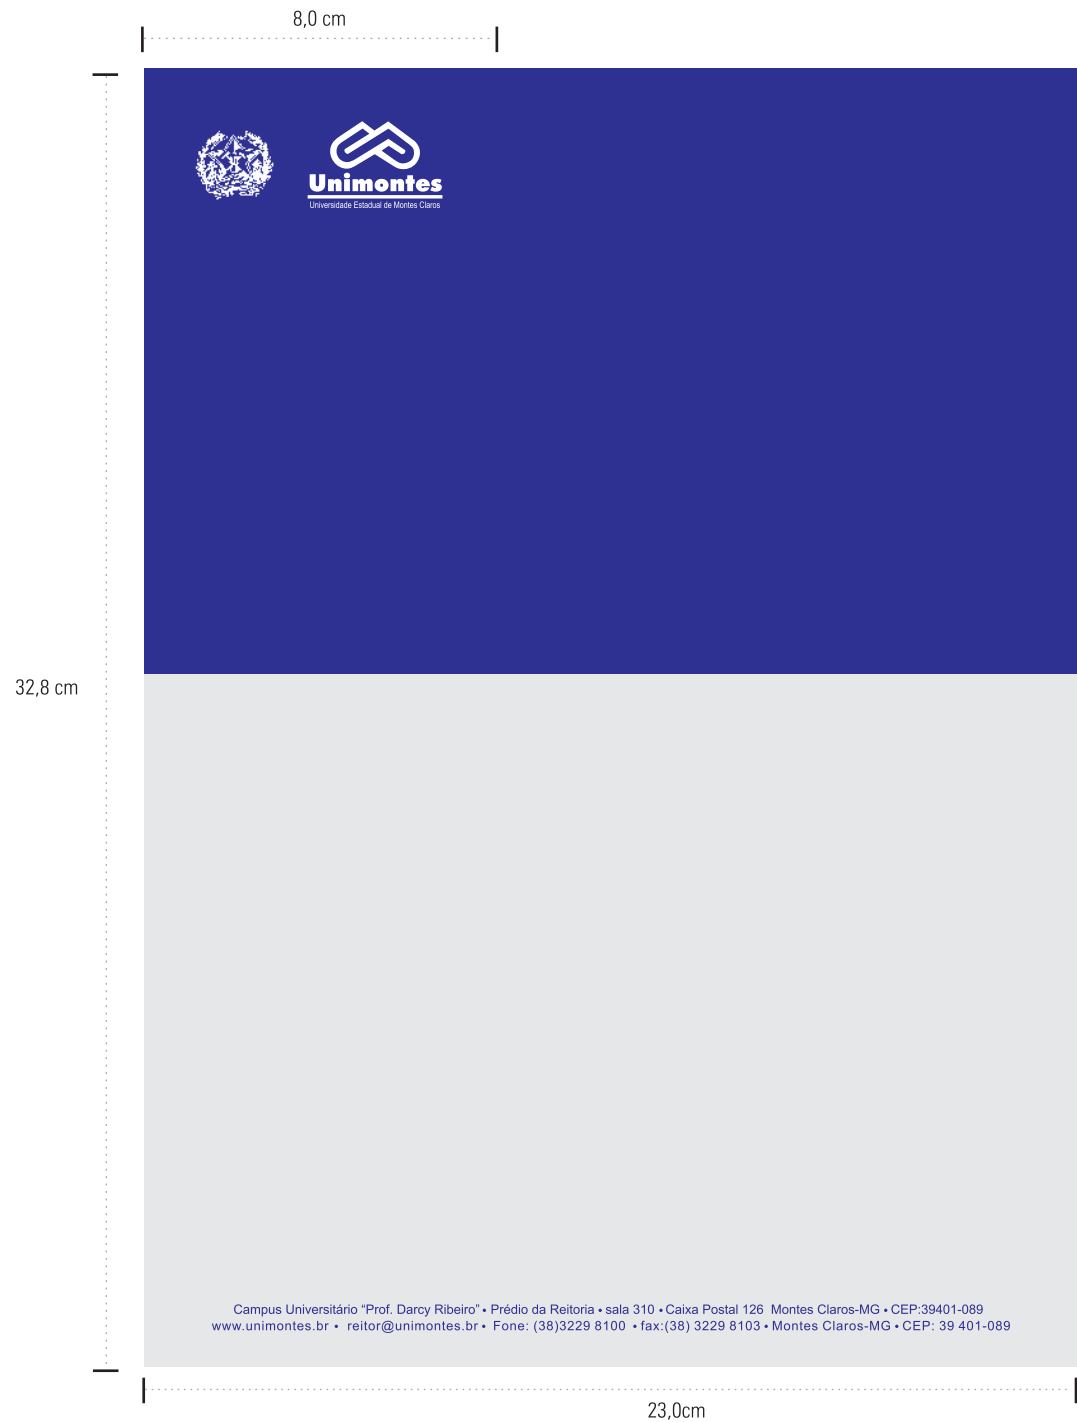 8,0 cm
Unimontes
Universidade Estadual de Montes Claros
32,8 cm
Campus Universitário “Prof. Darcy Ribeiro” • Prédio da Reitoria • sala 310 • Caixa Postal 126 Montes Claros-MG • CEP:39401-089
www.unimontes.br • reitor@unimontes.br • Fone: (38)3229 8100 • fax:(38) 3229 8103 • Montes Claros-MG • CEP: 39 401-089
23,0cm